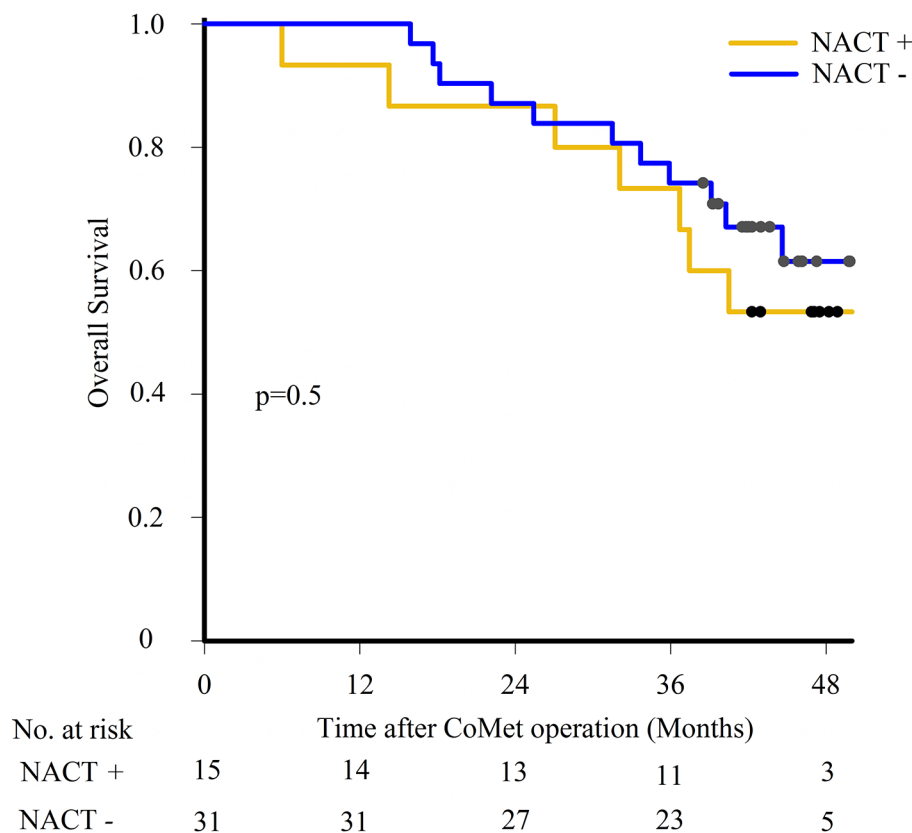 1.0
0.8
0.6
0.4
0.2
0
Overall Survival
NACT +
NACT -
p=0.5
0 12 24 36 48
Time after CoMet operation (Months)
No. at risk
NACT + 15 14 13 11 3
NACT - 31 31 27 23 5